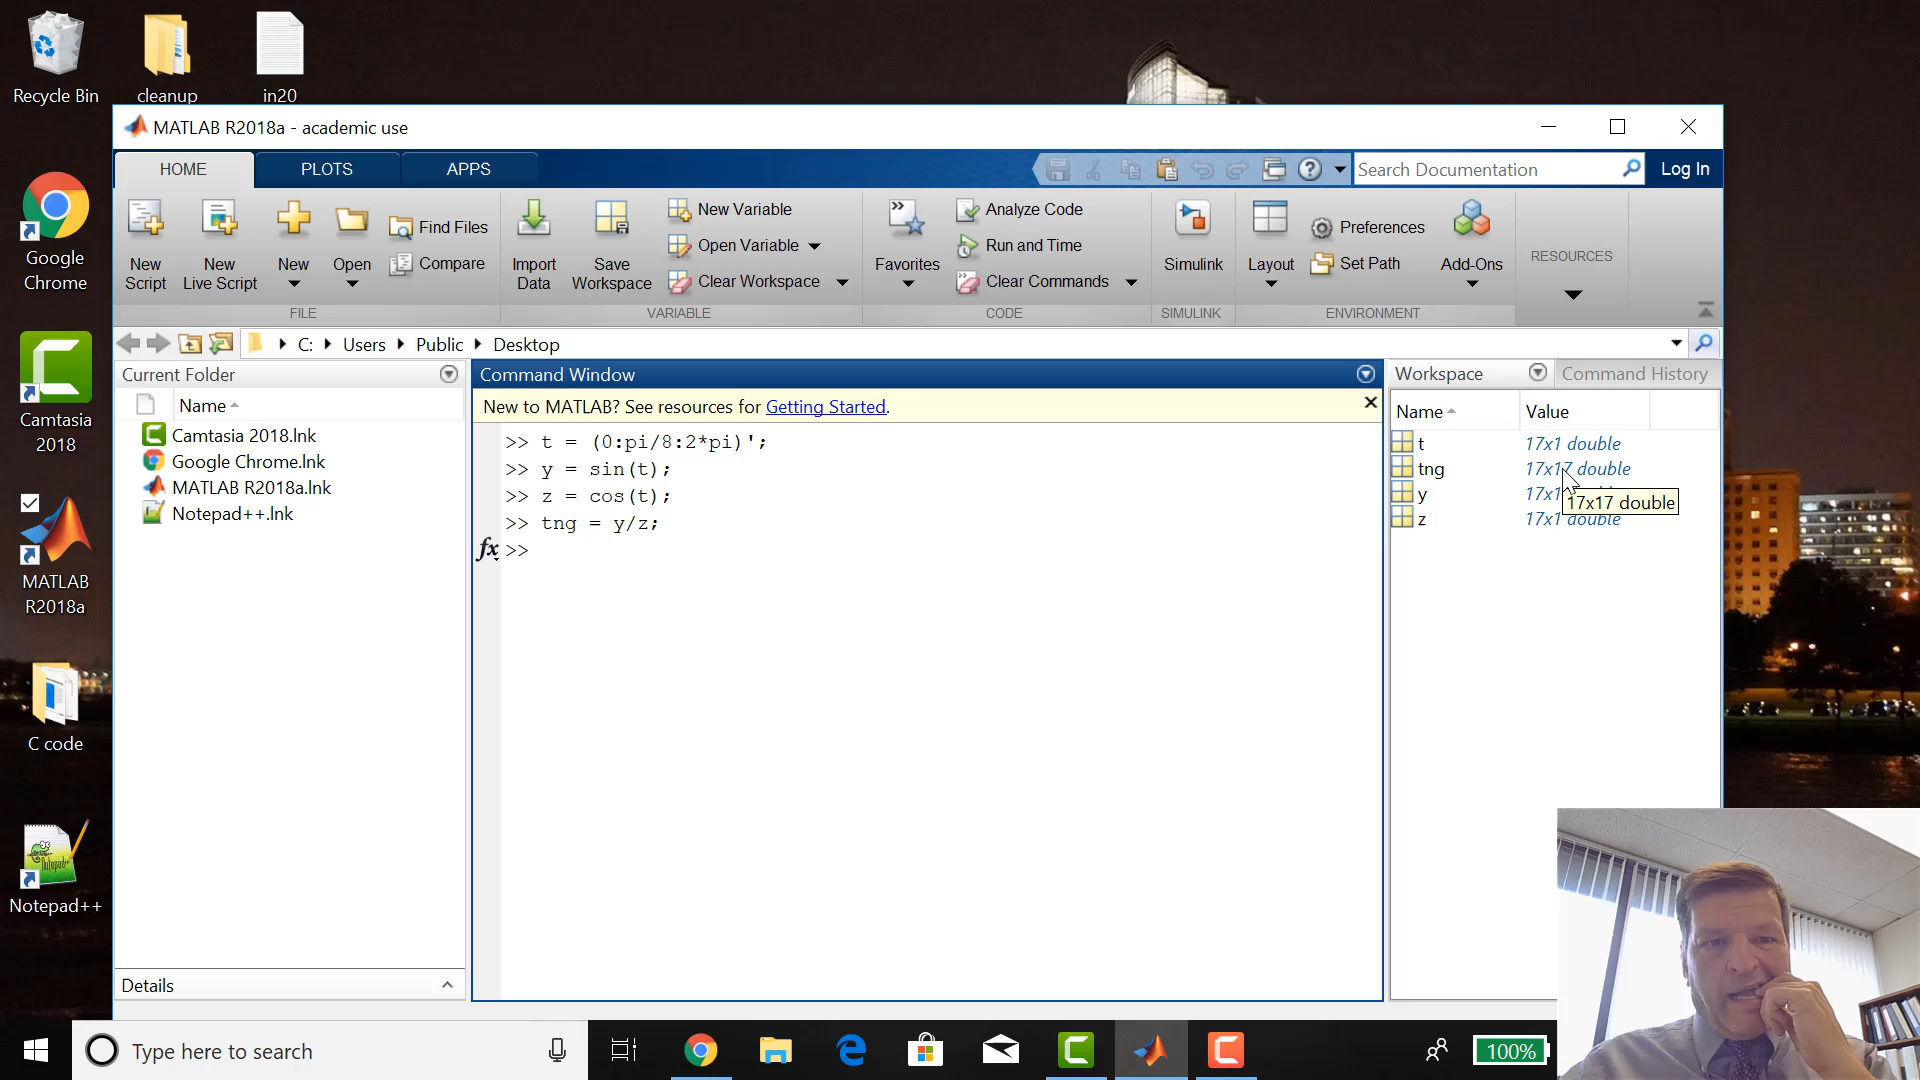 Recycle Bin
cleanup
in20
Google Chrome
Camtasia 2018
MATLAB R2018a
C code
Notepad++
MATLAB R2018a - academic use
HOME
PLOTS
APPS
Search Documentation
Log In
New Script
New Live Script
New
Open
Find Files
Compare
FILE
Import Data
Save Workspace
New Variable
Open Variable
Clear Workspace
VARIABLE
Favorites
Analyze Code
Run and Time
Clear Commands
CODE
Simulink
SIMULINK
Layout
Preferences
Set Path
Add-Ons
ENVIRONMENT
RESOURCES
C: Users Public Desktop
Current Folder
Name
Camtasia 2018.lnk
Google Chrome.lnk
MATLAB R2018a.lnk
Notepad++.lnk
Details
Command Window
New to MATLAB? See resources for Getting Started.
>> t = (0:pi/8:2*pi)';
>> y = sin(t);
>> z = cos(t);
>> tng = y/z;
fx >>
Workspace
Command History
Name Value
t 17x1 double
tng 17x17 double
y 17x1
17x17 double
z 17x1 double
Type here to search
100%